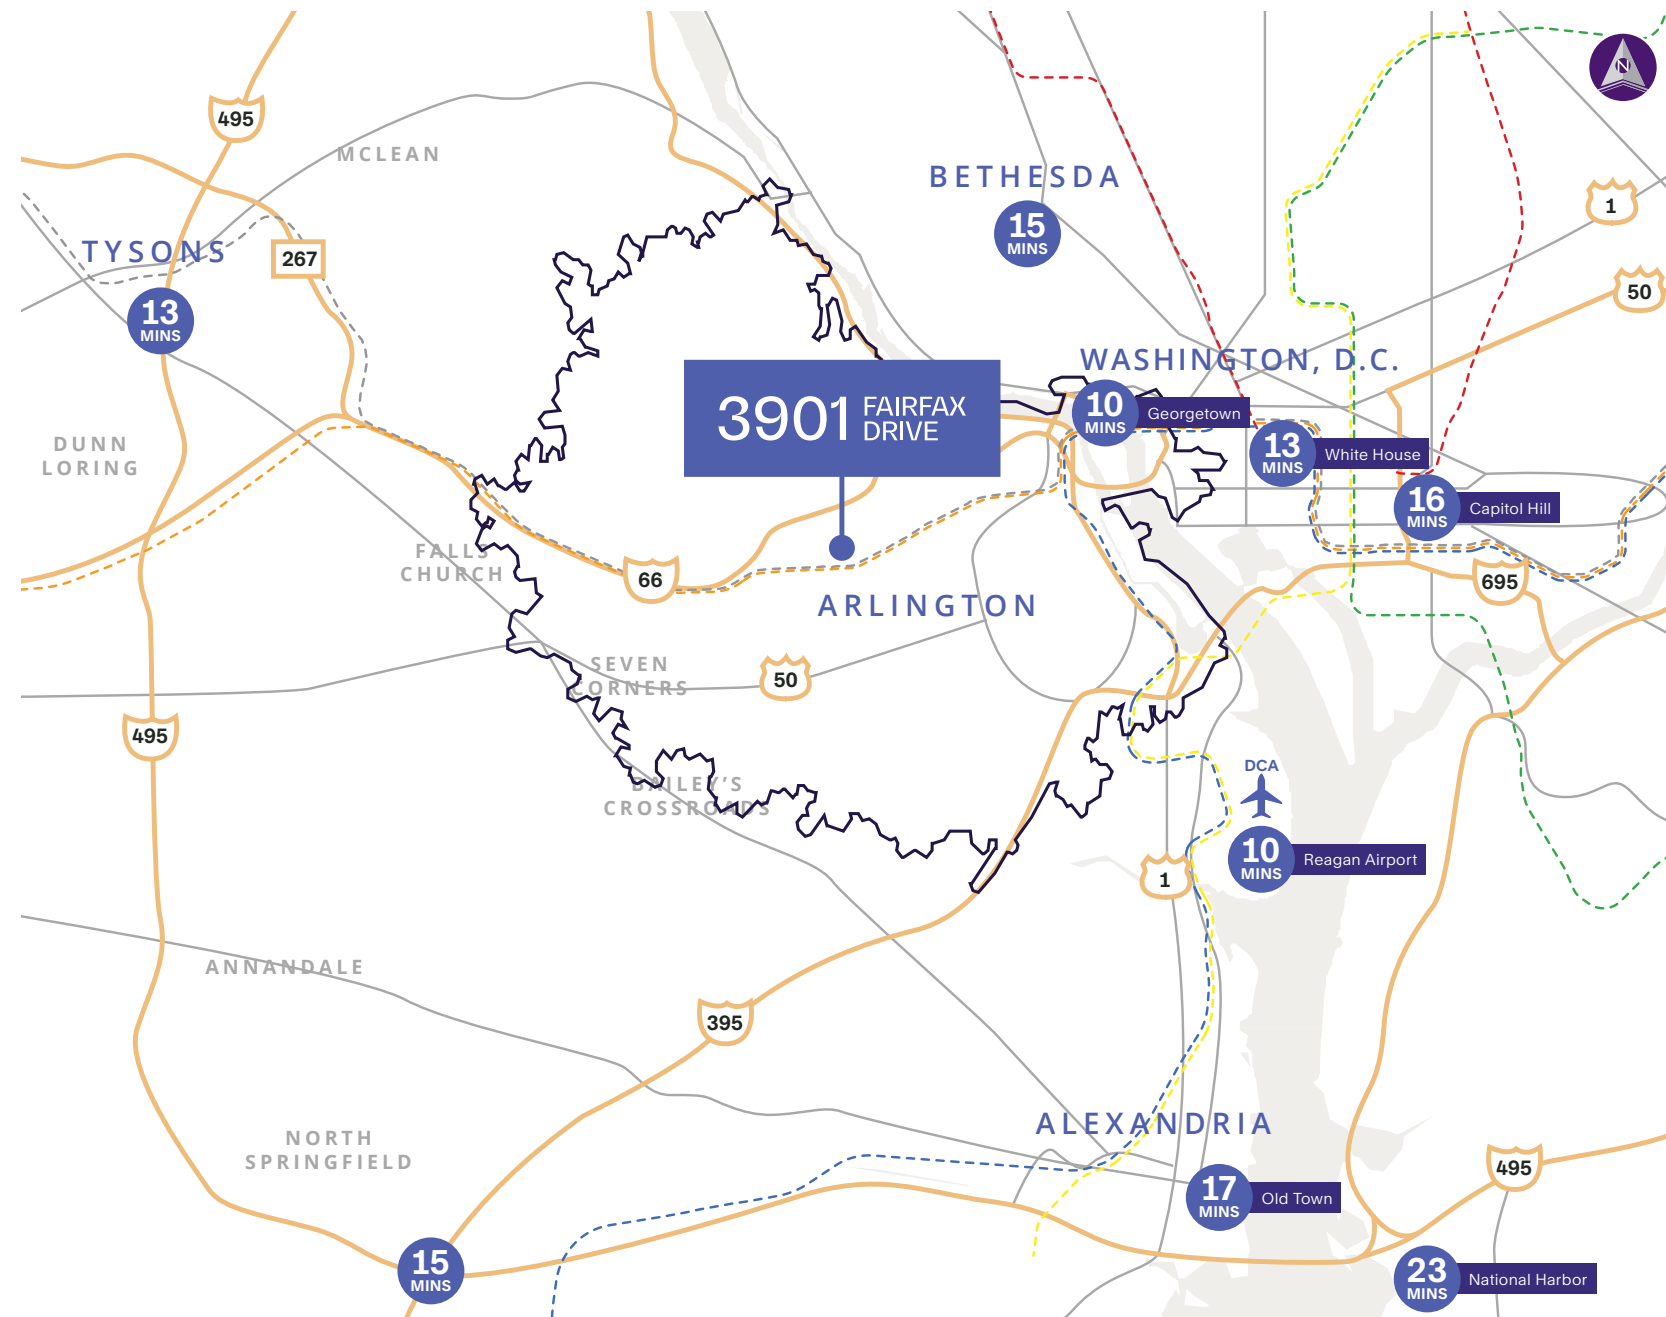 N
495
MCLEAN
BETHESDA
15
MINS
1
TYSONS
267
50
13
MINS
WASHINGTON, D.C.
3901 FAIRFAX
DRIVE
10
MINS
Georgetown
13
MINS
White House
DUNN
LORING
16
MINS
Capitol Hill
FALLS
CHURCH
66
695
ARLINGTON
SEVEN
CORNERS
50
495
DCA
BAILEY'S
CROSSROADS
10
MINS
Reagan Airport
1
ANNANDALE
395
ALEXANDRIA
NORTH
SPRINGFIELD
495
17
MINS
Old Town
15
MINS
23
MINS
National Harbor